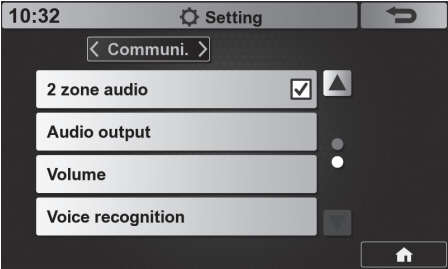 10:32 Setting
< Communi. >
2 zone audio
Audio output
Volume
Voice recognition